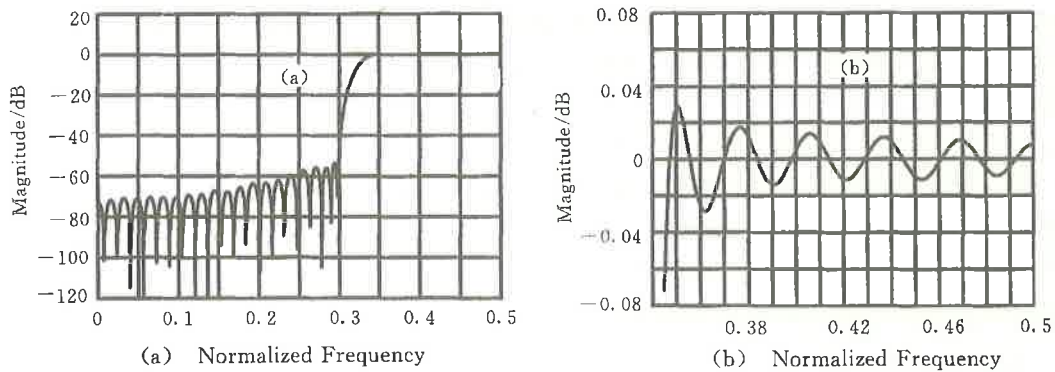 20
0
−20
−40
−60
−80
−100
−120
Magnitude/dB
(a)
0 0.1 0.2 0.3 0.4 0.5
(a) Normalized Frequency
0.08
0.04
0
−0.04
−0.08
Magnitude/dB
(b)
0.38 0.42 0.46 0.5
(b) Normalized Frequency